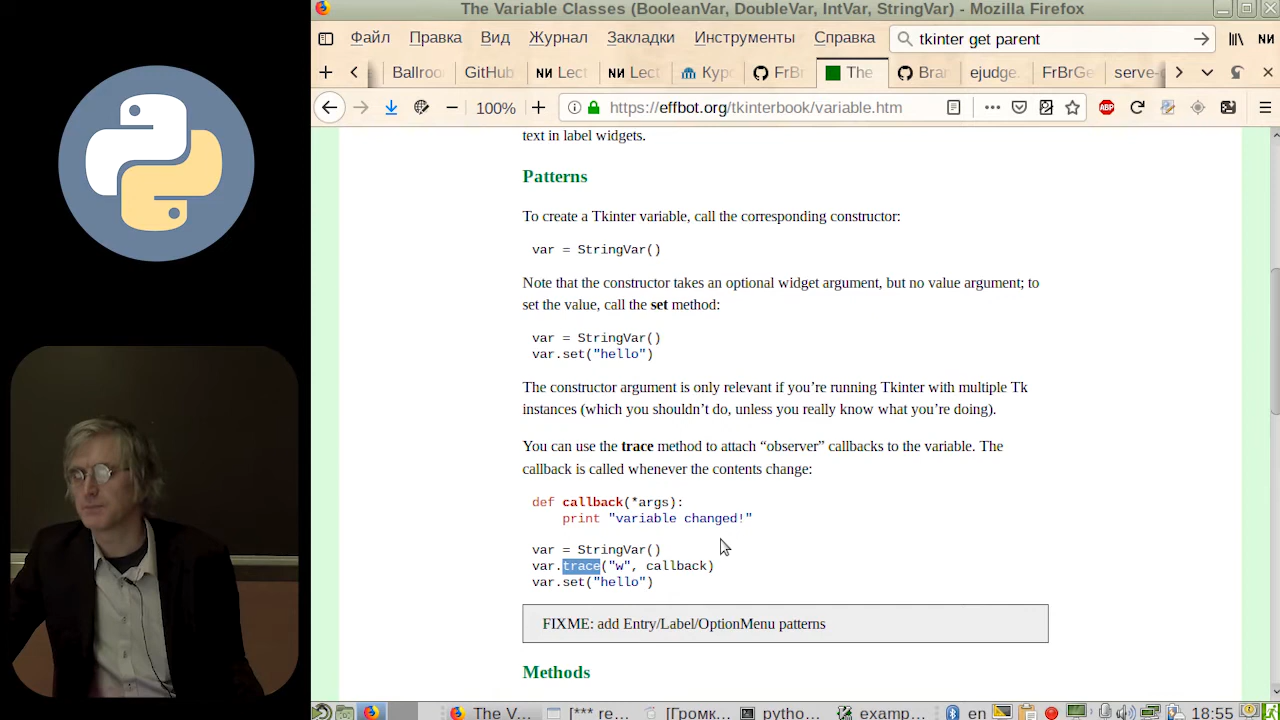 The Variable Classes (BooleanVar, DoubleVar, IntVar, StringVar) - Mozilla Firefox
Файл Правка Вид Журнал Закладки Инструменты Справка tkinter get parent
Ballroo GitHub Lect Lect Кур FrBr The Bran ejudge. FrBrGe serve-
100% https://effbot.org/tkinterbook/variable.htm ABP
text in label widgets.
Patterns
To create a Tkinter variable, call the corresponding constructor:
var = StringVar()
Note that the constructor takes an optional widget argument, but no value argument; to
set the value, call the set method:
var = StringVar()
var.set("hello")
The constructor argument is only relevant if you’re running Tkinter with multiple Tk
instances (which you shouldn’t do, unless you really know what you’re doing).
You can use the trace method to attach “observer” callbacks to the variable. The
callback is called whenever the contents change:
def callback(*args):
print "variable changed!"
var = StringVar()
var.trace("w", callback)
var.set("hello")
FIXME: add Entry/Label/OptionMenu patterns
Methods
The V... [*** re... [Громк... pytho... examp... en 18:55